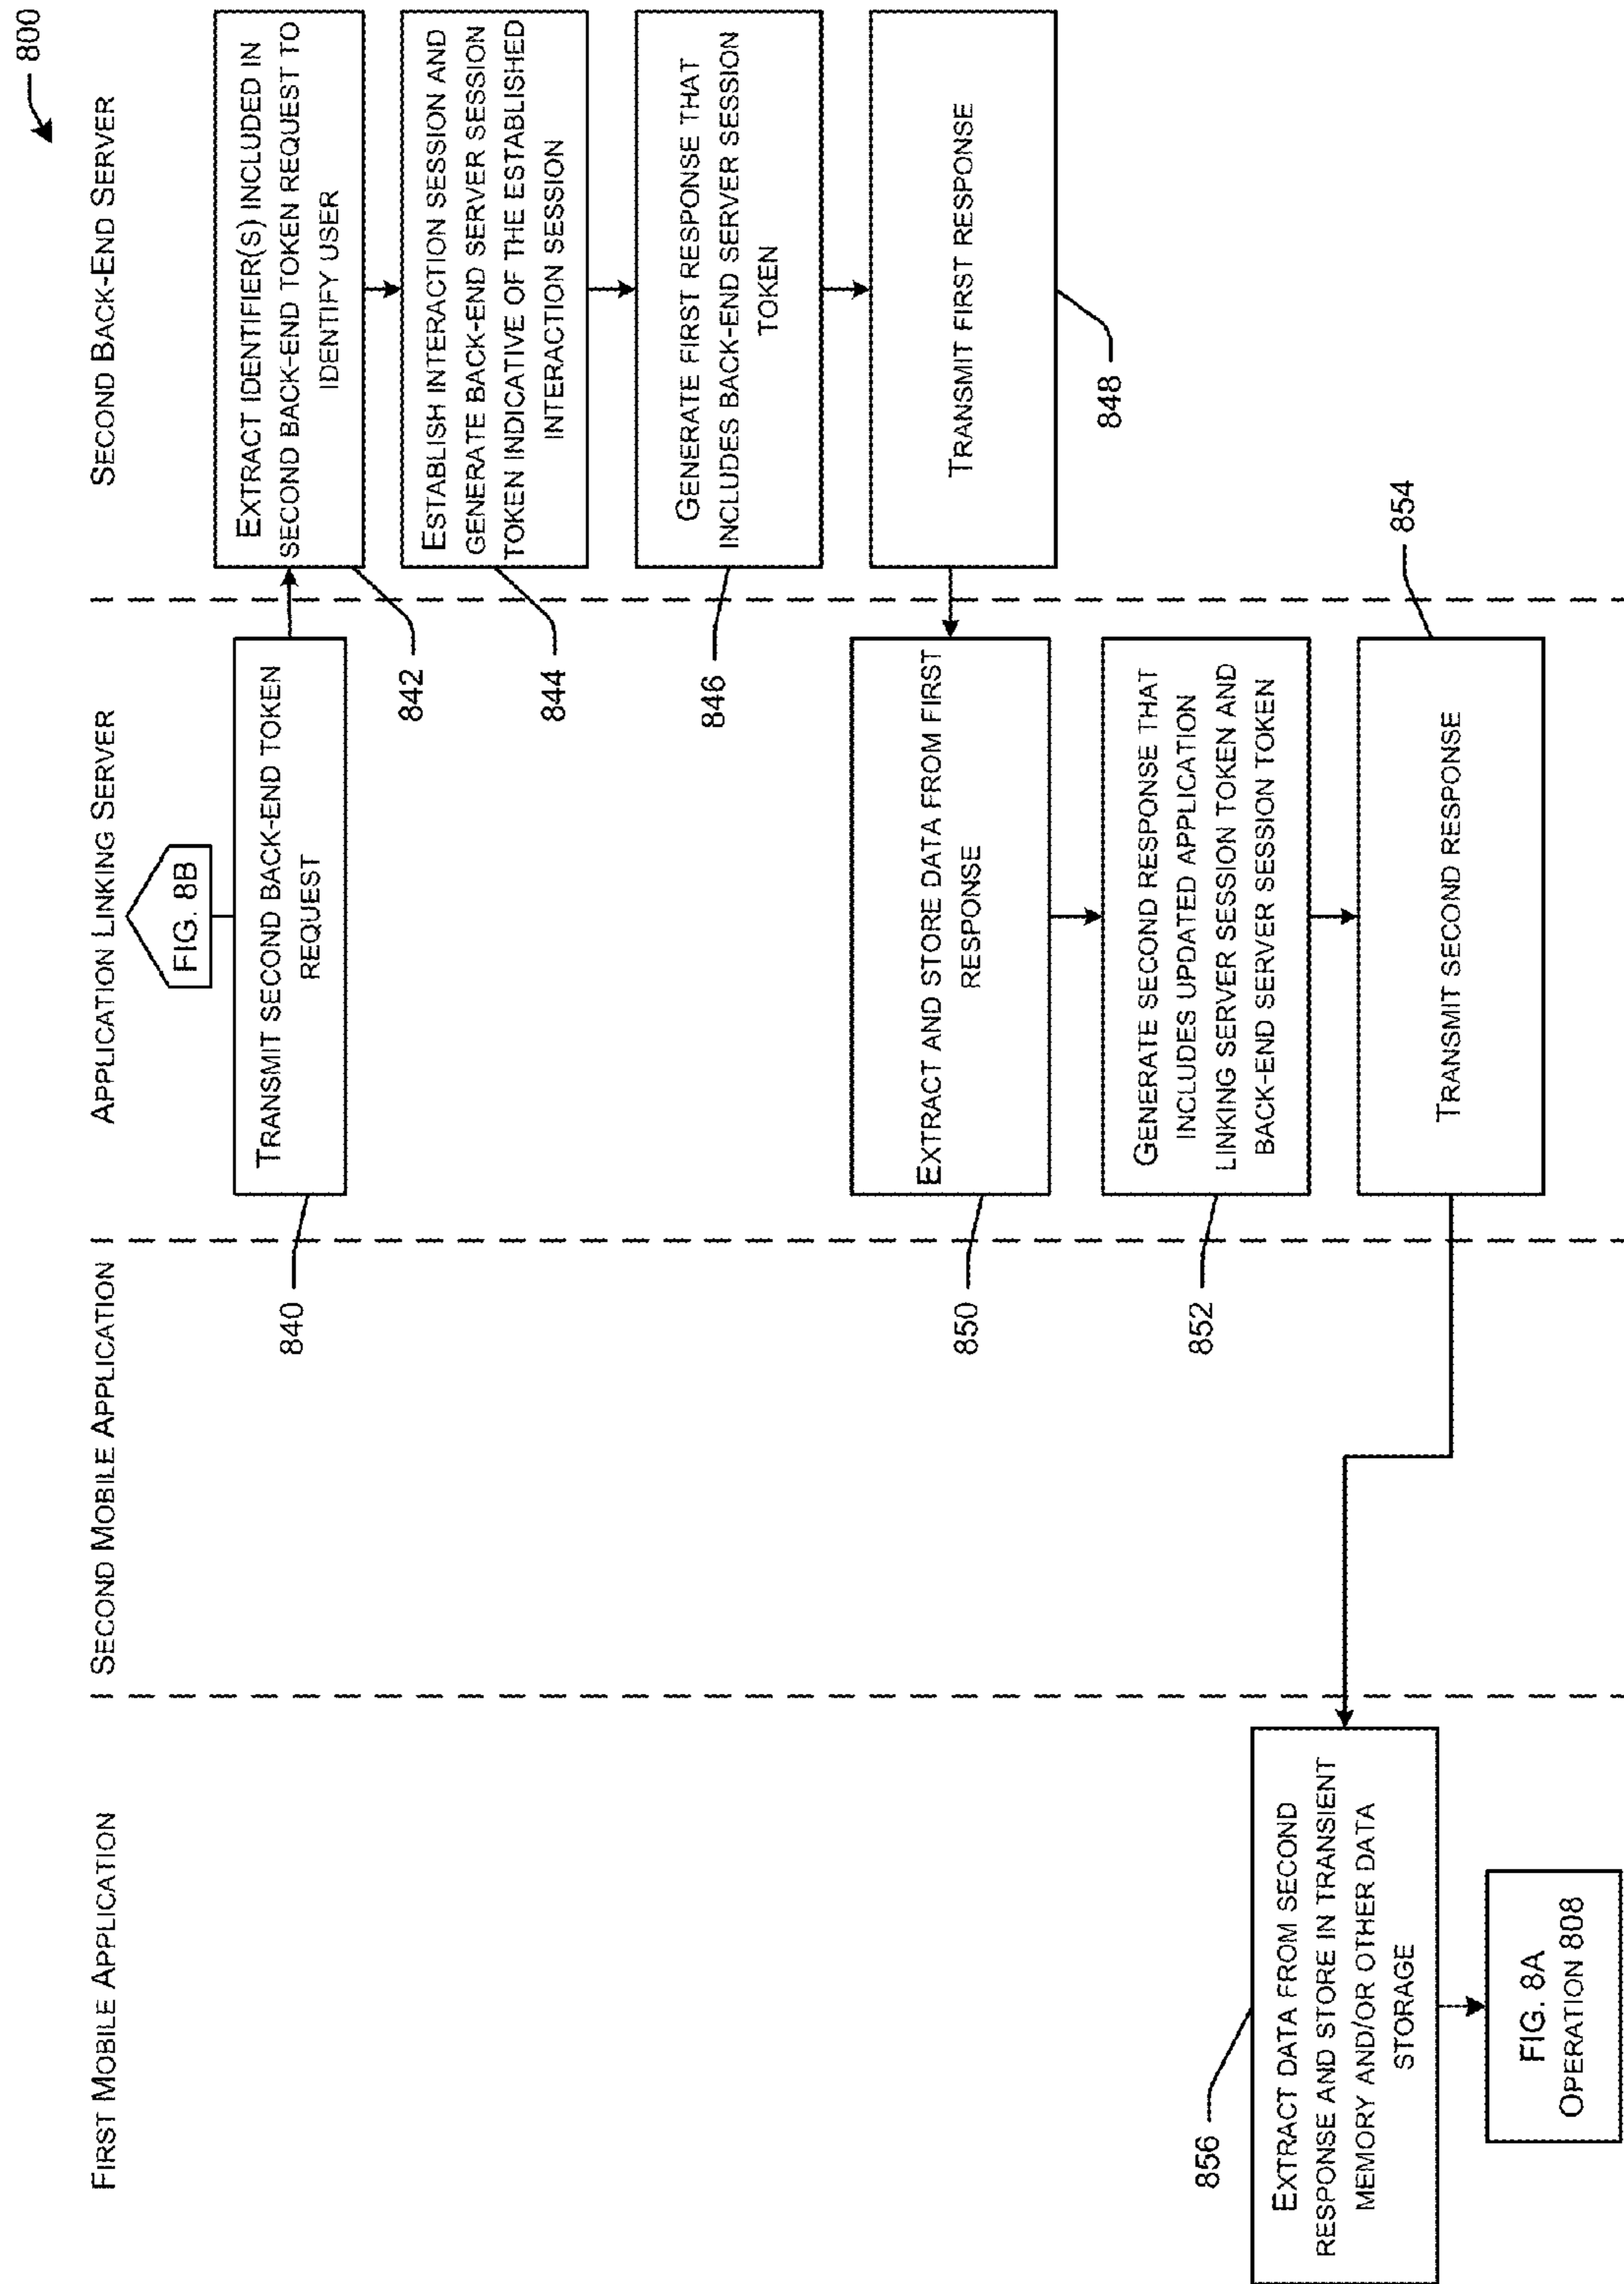 800
FIRST MOBILE APPLICATION
SECOND MOBILE APPLICATION
APPLICATION LINKING SERVER
SECOND BACK-END SERVER
FIG. 8B
TRANSMIT SECOND BACK-END TOKEN
REQUEST
840
EXTRACT IDENTIFIER(S) INCLUDED IN
SECOND BACK-END TOKEN REQUEST TO
IDENTIFY USER
842
ESTABLISH INTERACTION SESSION AND
GENERATE BACK-END SERVER SESSION
TOKEN INDICATIVE OF THE ESTABLISHED
INTERACTION SESSION
844
GENERATE FIRST RESPONSE THAT
INCLUDES BACK-END SERVER SESSION
TOKEN
846
TRANSMIT FIRST RESPONSE
848
EXTRACT AND STORE DATA FROM FIRST
RESPONSE
850
GENERATE SECOND RESPONSE THAT
INCLUDES UPDATED APPLICATION
LINKING SERVER SESSION TOKEN AND
BACK-END SERVER SESSION TOKEN
852
TRANSMIT SECOND RESPONSE
854
EXTRACT DATA FROM SECOND
RESPONSE AND STORE IN TRANSIENT
MEMORY AND/OR OTHER DATA
STORAGE
856
FIG. 8A
OPERATION 808